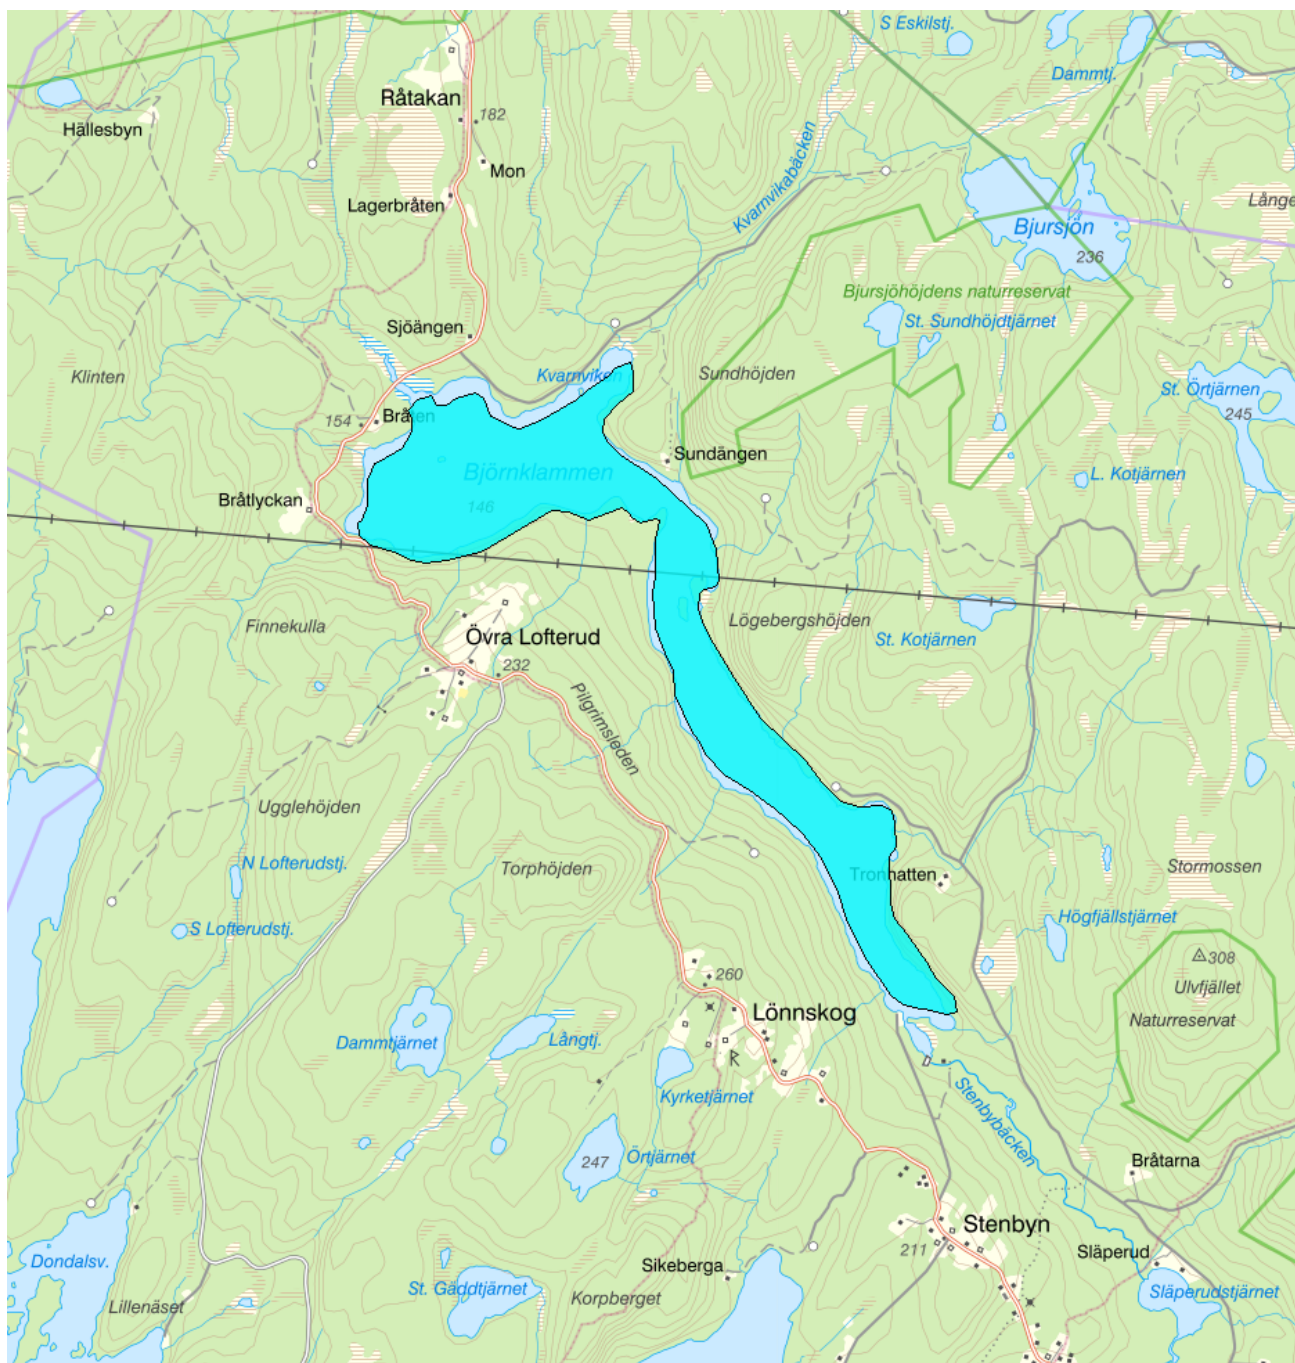 S Eskilstj.
Dammtj.
Råtakan
182
Hällesbyn
Mon
Kvarnvikabäcken
Lagerbråten
Långe
Bjursjön
236
Bjursjöhöjdens naturreservat
St. Sundhöjdtjärnet
Sjöängen
Klinten
Kvarnviken
Sundhöjden
St. Örtjärnen
245
154
Bråten
Sundängen
Björnklammen
L. Kotjärnen
Bråtlyckan
146
Finnekulla
Övra Lofterud
232
Lögebergshöjden
St. Kotjärnen
Pilgrimsleden
Ugglehöjden
N Lofterudstj.
Torphöjden
Tronhatten
Stormossen
S Lofterudstj.
Högfjällstjärnet
308
Ulvfjället
Naturreservat
260
Lönnskog
Dammtjärnet
Långtj.
R
Kyrketjärnet
Stenbybäcken
Örtjärnet
247
Bråtarna
Stenbyn
211
Släperud
Dondalsv.
Sikeberga
St. Gäddtjärnet
Korpberget
Lillenäset
Släperudstjärnet